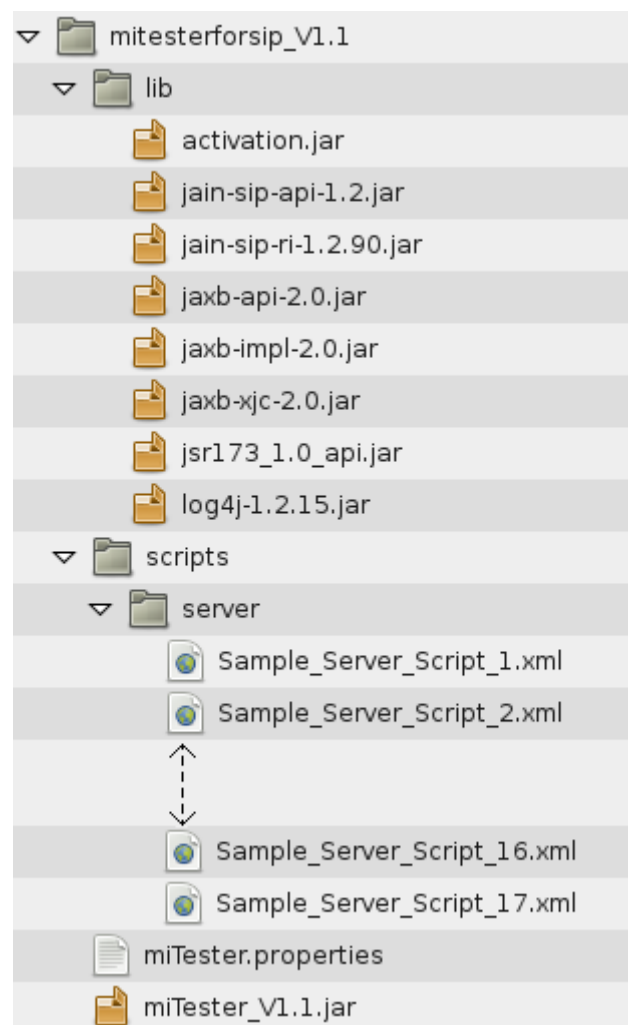 mitesterforsip_V1.1
lib
activation.jar
jain-sip-api-1.2.jar
jain-sip-ri-1.2.90.jar
jaxb-api-2.0.jar
jaxb-impl-2.0.jar
jaxb-xjc-2.0.jar
jsr173_1.0_api.jar
log4j-1.2.15.jar
scripts
server
Sample_Server_Script_1.xml
Sample_Server_Script_2.xml
Sample_Server_Script_16.xml
Sample_Server_Script_17.xml
miTester.properties
miTester_V1.1.jar